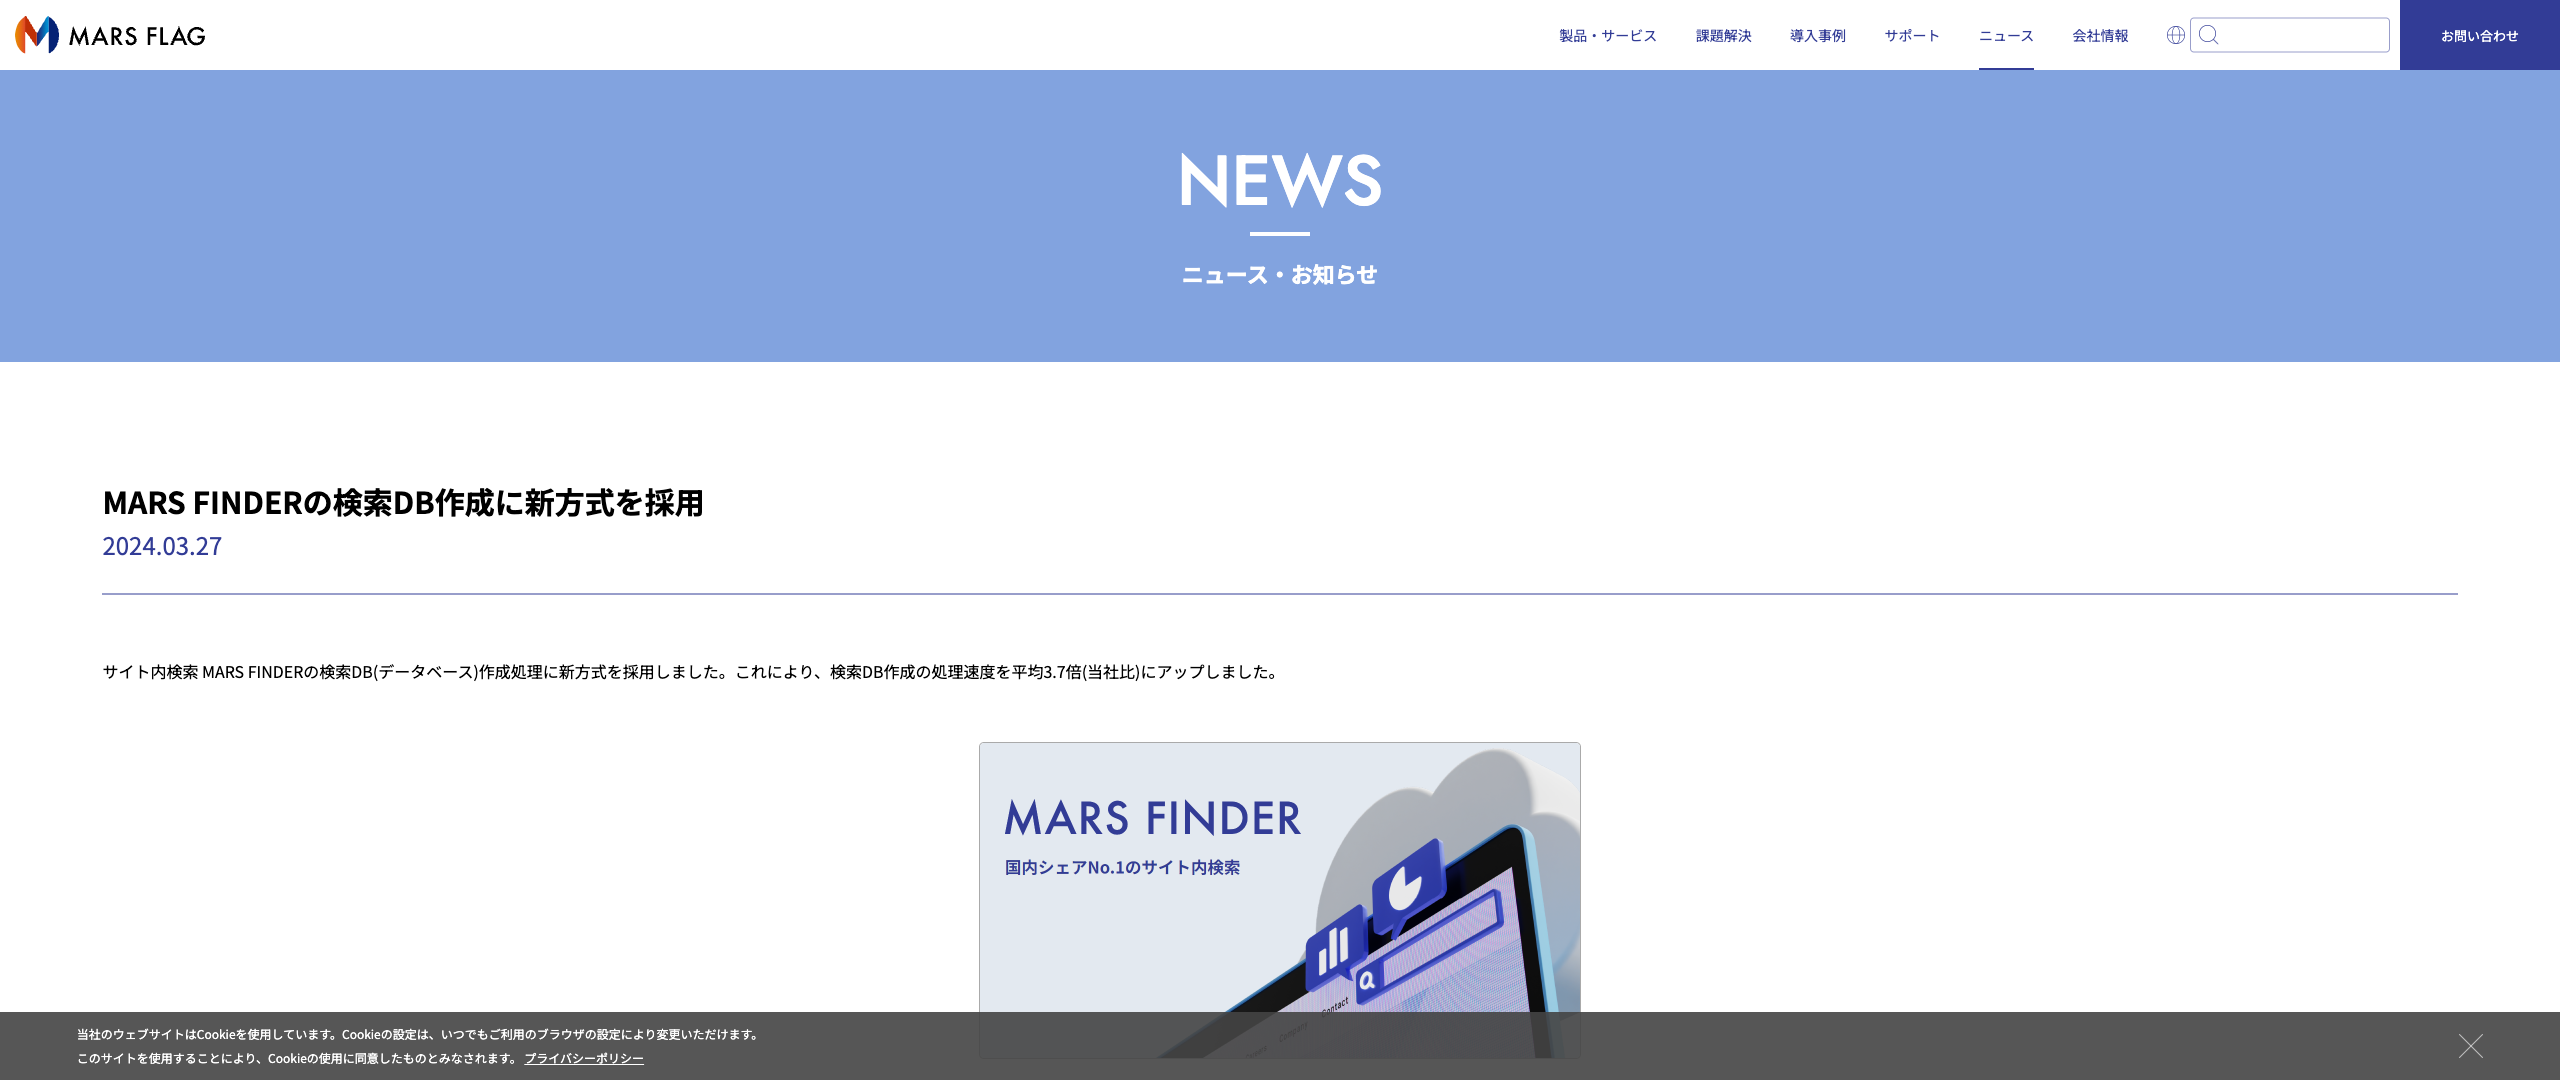 MARS FLAG
製品・サービス
課題解決
導入事例
サポート
ニュース
会社情報
お問い合わせ
NEWS
ニュース・お知らせ
MARS FINDERの検索DB作成に新方式を採用
2024.03.27
サイト内検索 MARS FINDERの検索DB(データベース)作成処理に新方式を採用しました。これにより、検索DB作成の処理速度を平均3.7倍(当社比)にアップしました。
MARS FINDER
国内シェアNo.1のサイト内検索
Contact
Company
当社のウェブサイトはCookieを使用しています。Cookieの設定は、いつでもご利用のブラウザの設定により変更いただけます。
このサイトを使用することにより、Cookieの使用に同意したものとみなされます。 プライバシーポリシー